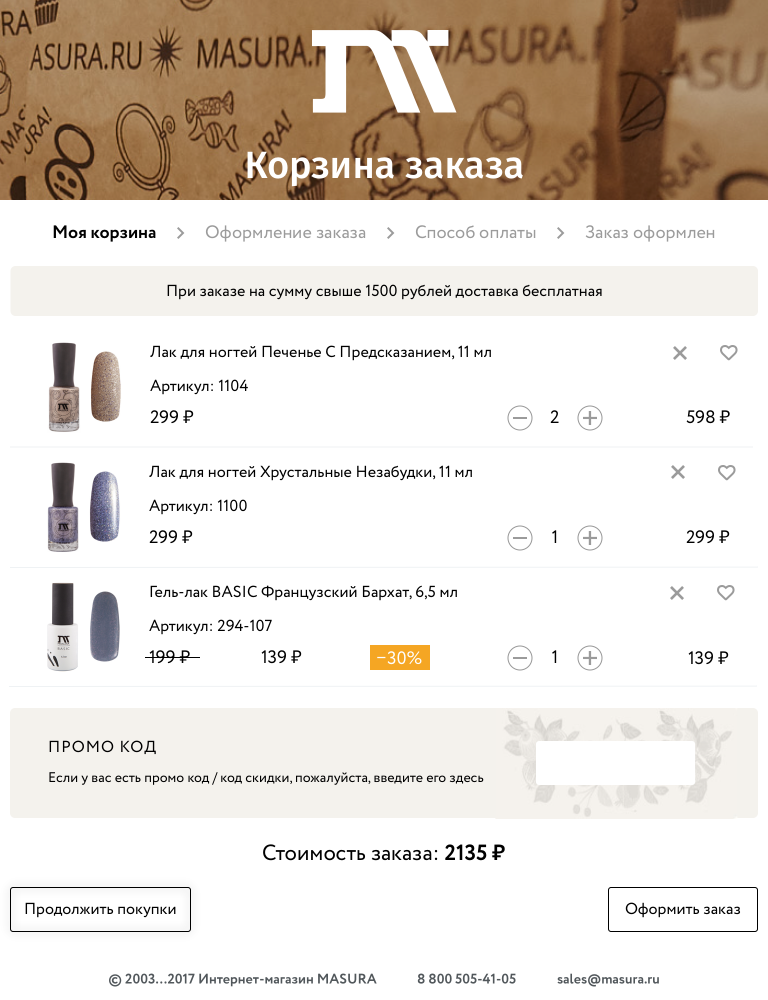 RA
ASURA.RU MASURA.RU MASURA.
MASURA!
Корзина заказа
Моя корзина > Оформление заказа > Способ оплаты > Заказ оформлен
При заказе на сумму свыше 1500 рублей доставка бесплатная
Лак для ногтей Печенье С Предсказанием, 11 мл
Артикул: 1104
299 ₽ 2 598 ₽
Лак для ногтей Хрустальные Незабудки, 11 мл
Артикул: 1100
299 ₽ 1 299 ₽
Гель-лак BASIC Французский Бархат, 6,5 мл
Артикул: 294-107
199 ₽ 139 ₽ −30% 1 139 ₽
ПРОМО КОД
Если у вас есть промо код / код скидки, пожалуйста, введите его здесь
Стоимость заказа: 2135 ₽
Продолжить покупки Оформить заказ
© 2003...2017 Интернет-магазин MASURA 8 800 505-41-05 sales@masura.ru